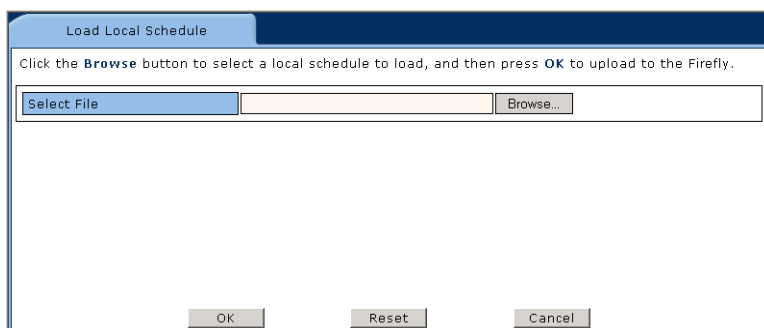 Load Local Schedule
Click the Browse button to select a local schedule to load, and then press OK to upload to the Firefly.
Select File Browse...
OK Reset Cancel